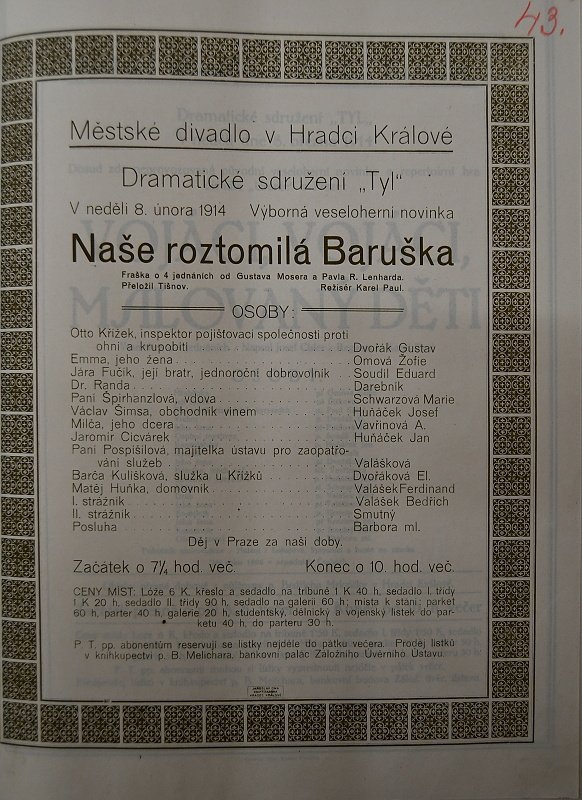 43.
Městské divadlo v Hradci Králové
Dramatické sdružení „Tyl“
V neděli 8. února 1914 Výborná veseloherní novinka
Naše roztomilá Baruška
Fraška o 4 jednáních od Gustava Mosera a Pavla R. Lenharda.
Přeložil Tišnov. Režisér Karel Paul.
OSOBY:
Otto Křížek, inspektor pojišťovací společnosti proti
ohni a krupobití Dvořák Gustav
Emma, jeho žena Omová Žofie
Jára Fučík, její bratr, jednoroční dobrovolník Soudil Eduard
Dr. Randa Darebník
Paní Špirhanzlová, vdova Schwarzová Marie
Václav Šimsa, obchodník vínem Huňáček Josef
Milča, jeho dcera Vavřinová A.
Jaromír Cicvárek Huňáček Jan
Paní Pospíšilová, majitelka ústavu pro zaopatřo-
vání služeb Valášková
Barča Kulíšková, služka u Křížků Dvořáková El.
Matěj Huňka, domovník Valášek Ferdinand
I. strážník Valášek Bedřich
II. strážník Smutný
Posluha Barbora ml.
Děj v Praze za naší doby.
Začátek o 7¼ hod. več. Konec o 10. hod. več.
CENY MÍST: Lóže 6 K, křeslo a sedadlo na tribuně 1 K 40 h, sedadlo I. třídy
1 K 20 h, sedadlo II. třídy 90 h, sedadlo na galerii 60 h; místa k stání: parket
60 h, parter 40 h, galerie 20 h, studentský, dělnický a vojenský lístek do par-
ketu 40 h, do parteru 30 h.
P. T. pp. abonentům reservují se lístky nejdéle do pátku večera. Prodej lístků
v knihkupectví p. B. Melichara, bankovní palác Záložního Úvěrního Ústavu.